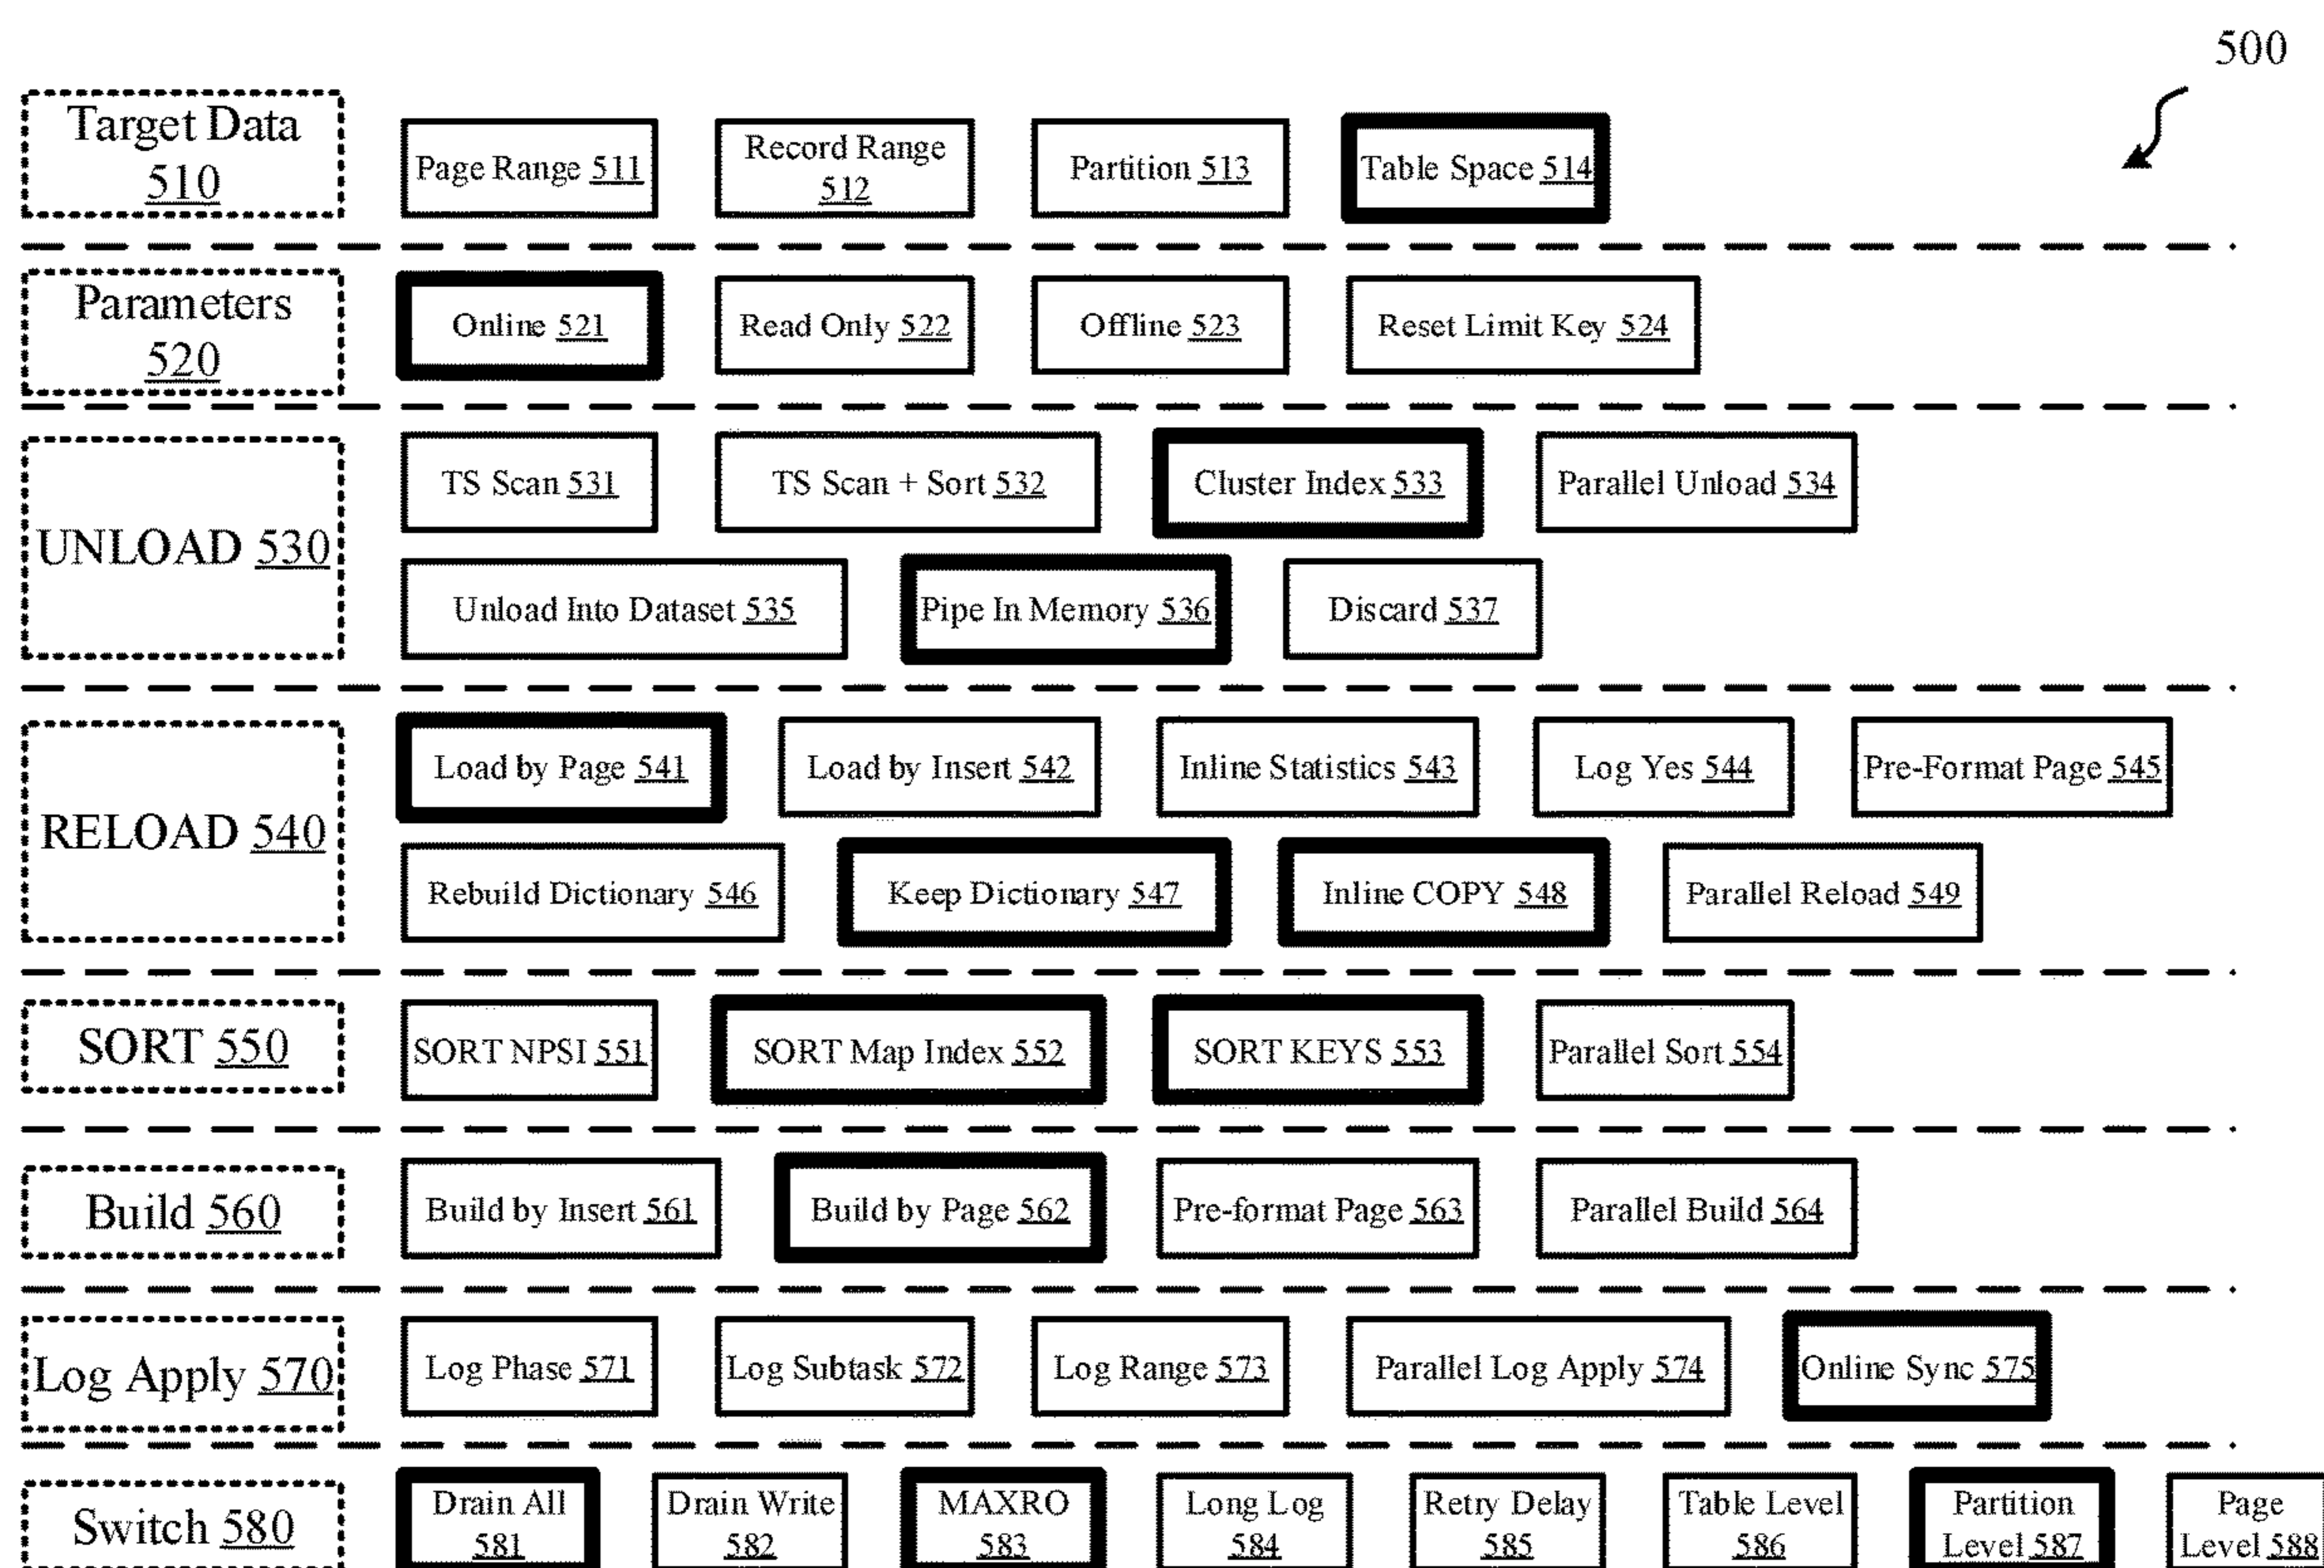 500
Target Data
510
Page Range 511
Record Range
512
Partition 513
Table Space 514
Parameters
520
Online 521
Read Only 522
Offline 523
Reset Limit Key 524
UNLOAD 530
TS Scan 531
TS Scan + Sort 532
Cluster Index 533
Parallel Unload 534
Unload Into Dataset 535
Pipe In Memory 536
Discard 537
RELOAD 540
Load by Page 541
Load by Insert 542
Inline Statistics 543
Log Yes 544
Pre-Format Page 545
Rebuild Dictionary 546
Keep Dictionary 547
Inline COPY 548
Parallel Reload 549
SORT 550
SORT NPSI 551
SORT Map Index 552
SORT KEYS 553
Parallel Sort 554
Build 560
Build by Insert 561
Build by Page 562
Pre-format Page 563
Parallel Build 564
Log Apply 570
Log Phase 571
Log Subtask 572
Log Range 573
Parallel Log Apply 574
Online Sync 575
Switch 580
Drain All
581
Drain Write
582
MAXRO
583
Long Log
584
Retry Delay
585
Table Level
586
Partition
Level 587
Page
Level 588